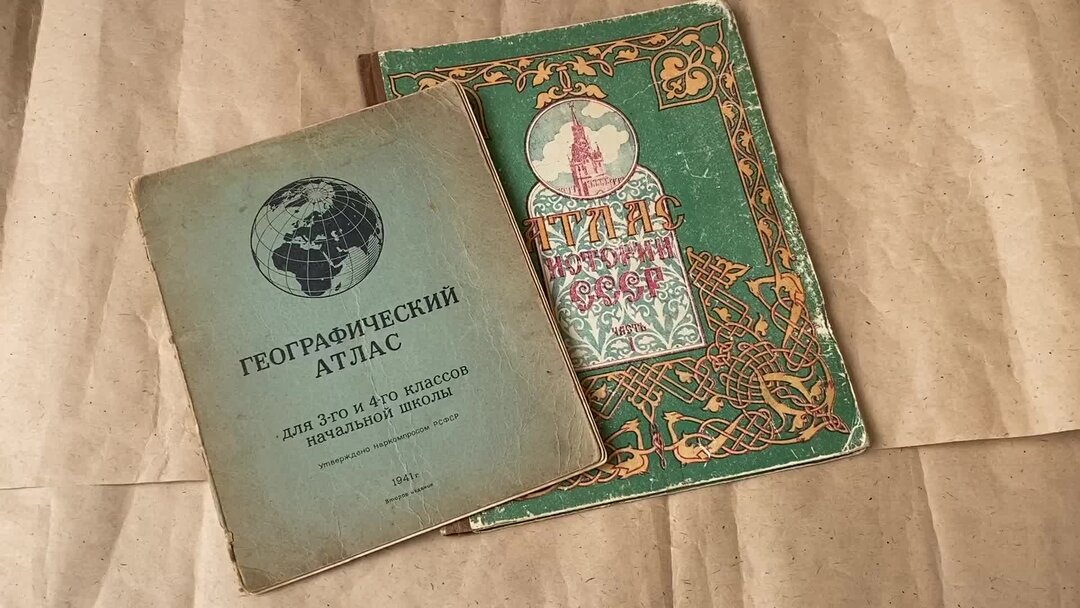 ГЕОГРАФИЧЕСКИЙ
АТЛАС
для 3-го и 4-го классов
начальной школы
Утверждено наркомпросом РСФСР
1941 г.
Второе издание
АТЛАС
ИСТОРИИ
СССР
ЧАСТЬ
I